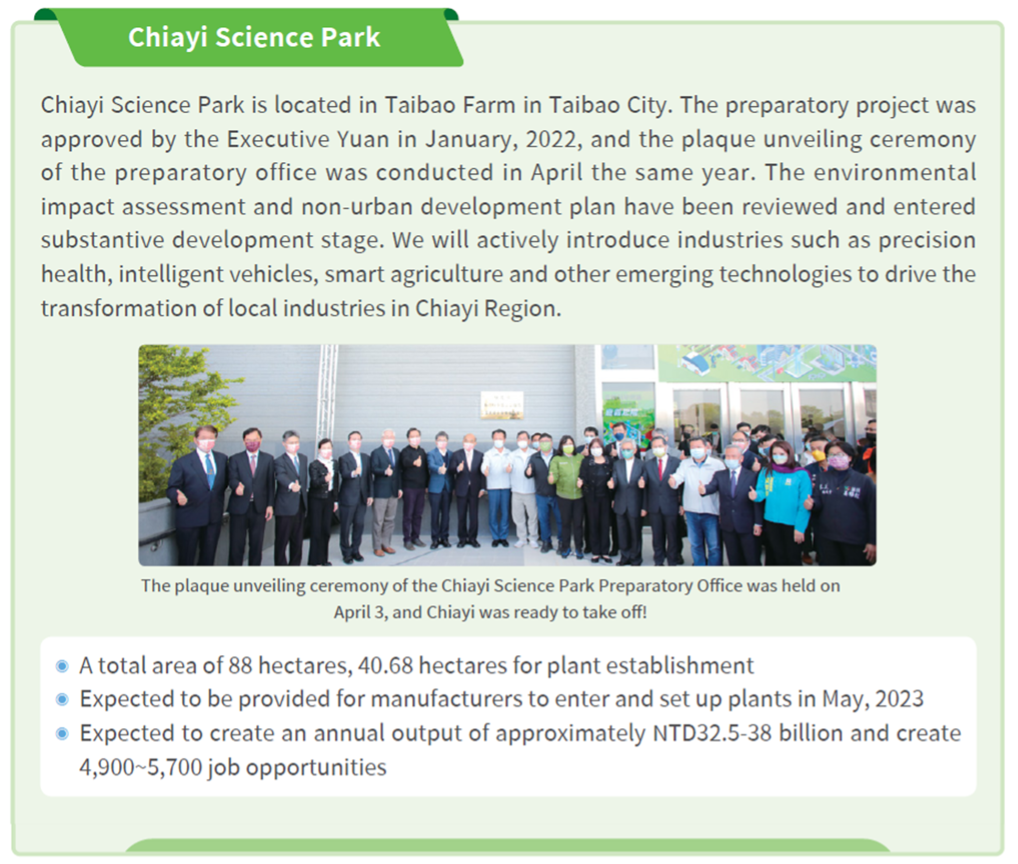 Chiayi Science Park
Chiayi Science Park is located in Taibao Farm in Taibao City. The preparatory project was
approved by the Executive Yuan in January, 2022, and the plaque unveiling ceremony
of the preparatory office was conducted in April the same year. The environmental
impact assessment and non-urban development plan have been reviewed and entered
substantive development stage. We will actively introduce industries such as precision
health, intelligent vehicles, smart agriculture and other emerging technologies to drive the
transformation of local industries in Chiayi Region.
The plaque unveiling ceremony of the Chiayi Science Park Preparatory Office was held on
April 3, and Chiayi was ready to take off!
A total area of 88 hectares, 40.68 hectares for plant establishment
Expected to be provided for manufacturers to enter and set up plants in May, 2023
Expected to create an annual output of approximately NTD32.5-38 billion and create
4,900~5,700 job opportunities